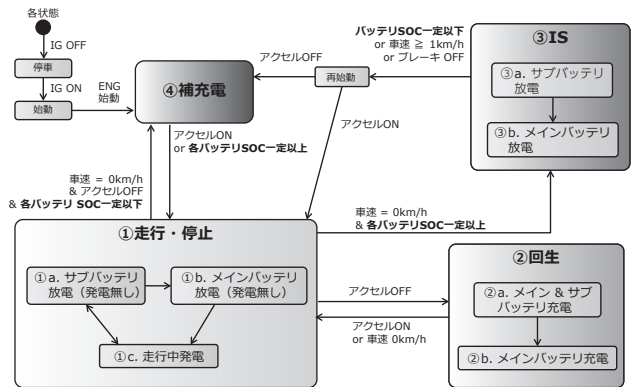 各状態
IG OFF
停車
IG ON
始動
ENG
始動
④補充電
アクセルOFF
再始動
バッテリSOC一定以下
or 車速 ≧ 1km/h
or ブレーキ OFF
③IS
③a. サブバッテリ
放電
③b. メインバッテリ
放電
アクセルON
or 各バッテリSOC一定以上
アクセルON
車速 = 0km/h
& アクセルOFF
& 各バッテリ SOC一定以下
車速 = 0km/h
& 各バッテリSOC一定以上
①走行・停止
①a. サブバッテリ
放電（発電無し）
①b. メインバッテリ
放電（発電無し）
①c. 走行中発電
アクセルOFF
アクセルON
or 車速 0km/h
②回生
②a. メイン & サブ
バッテリ充電
②b. メインバッテリ充電